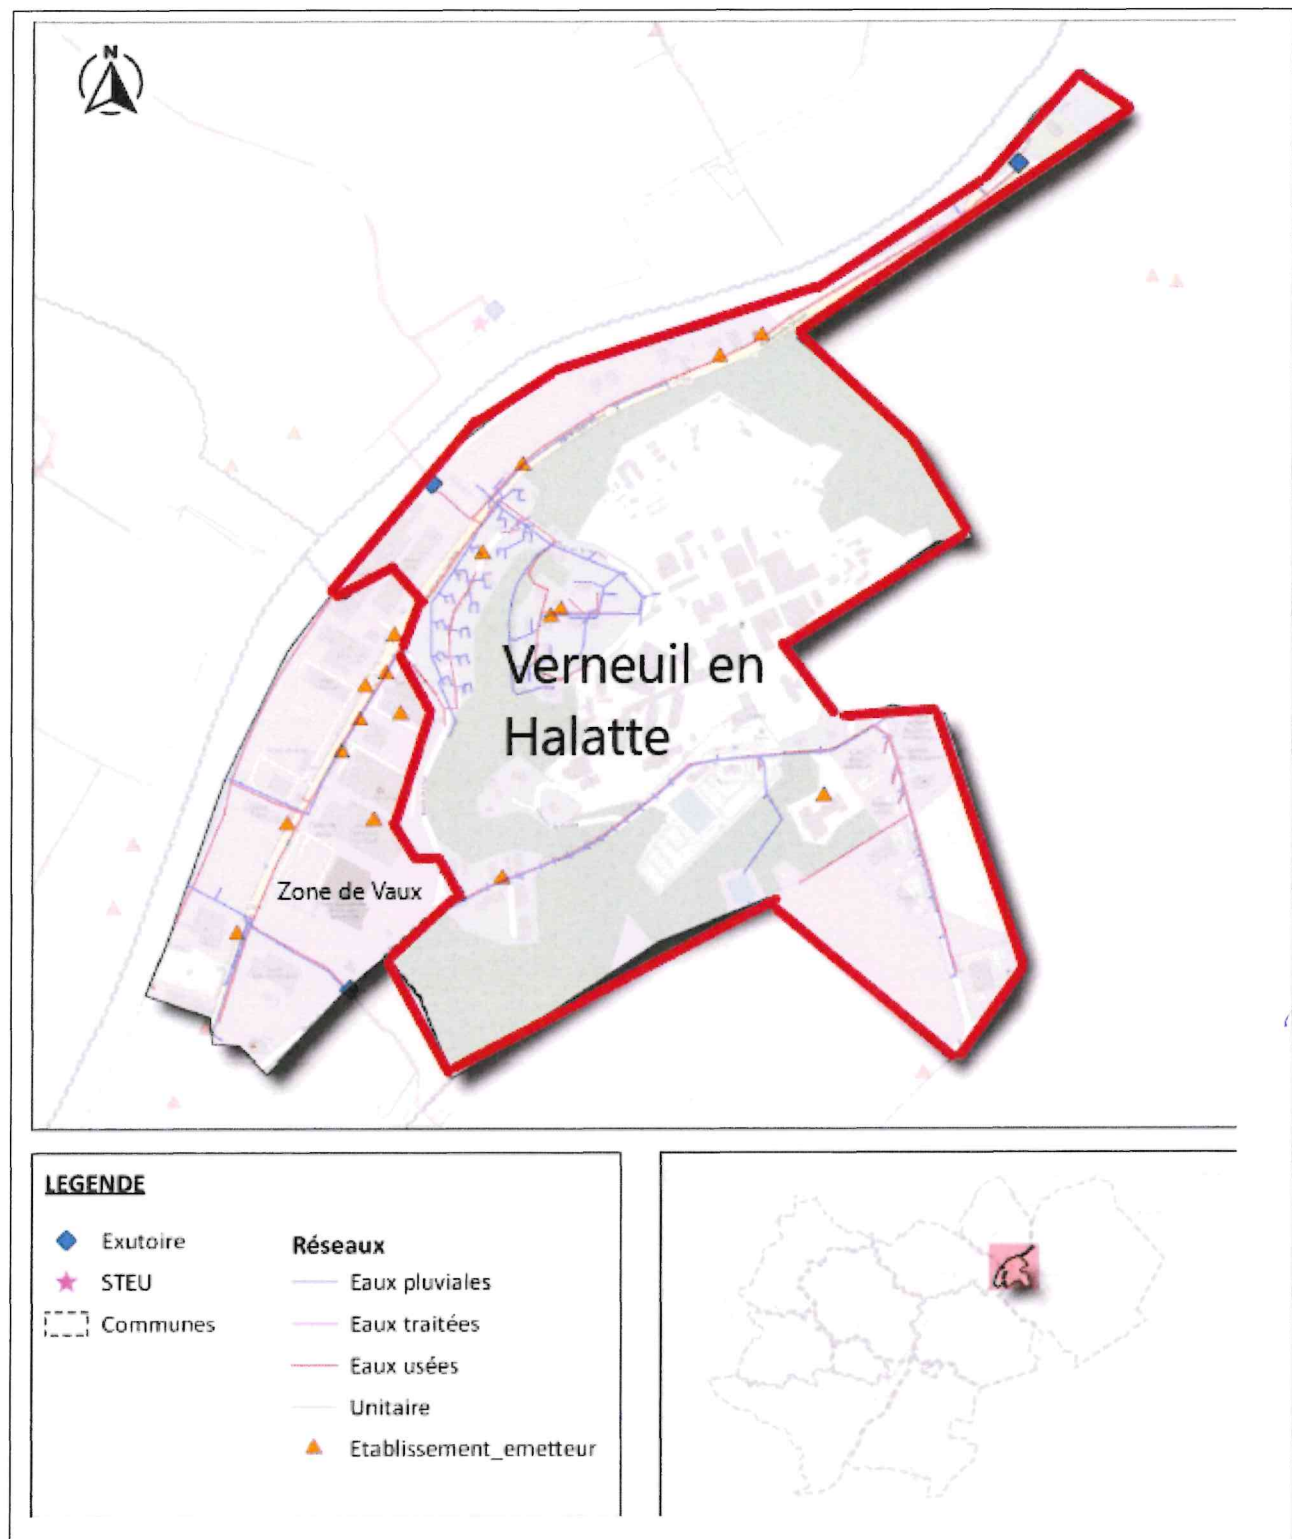 N
Verneuil en
Halatte
Zone de Vaux
LEGENDE
Exutoire
STEU
Communes
Réseaux
Eaux pluviales
Eaux traitées
Eaux usées
Unitaire
Etablissement_emetteur